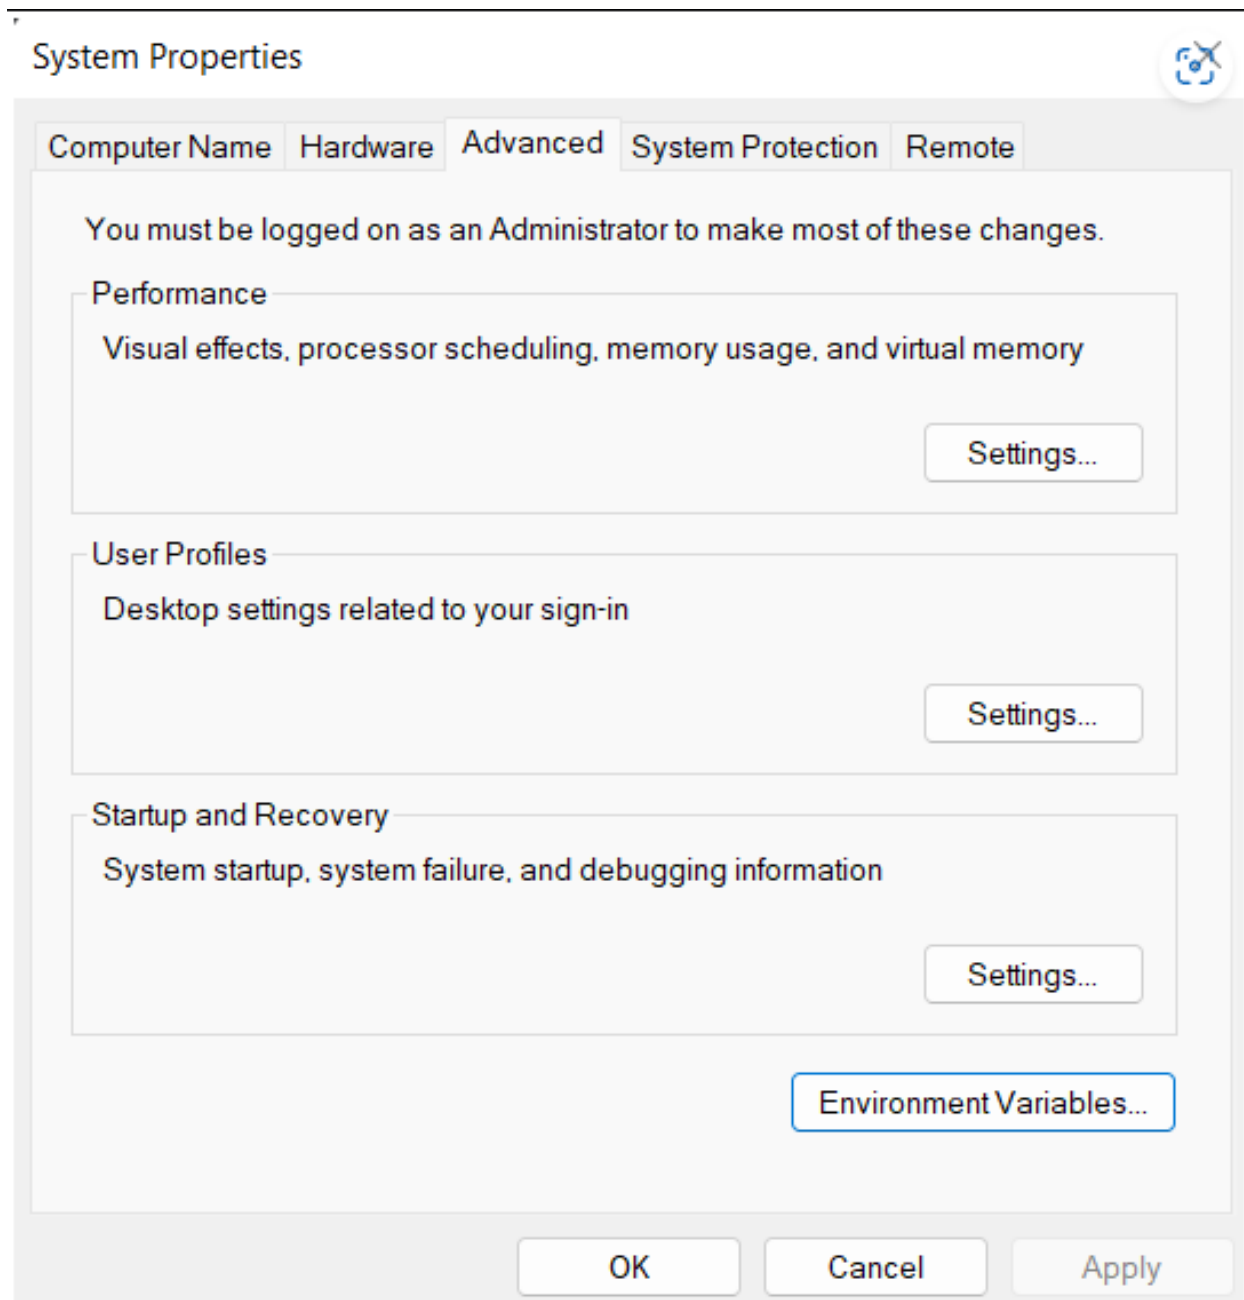 System Properties
Computer Name
Hardware
Advanced
System Protection
Remote
You must be logged on as an Administrator to make most of these changes.
Performance
Visual effects, processor scheduling, memory usage, and virtual memory
Settings...
User Profiles
Desktop settings related to your sign-in
Settings...
Startup and Recovery
System startup, system failure, and debugging information
Settings...
Environment Variables...
OK
Cancel
Apply